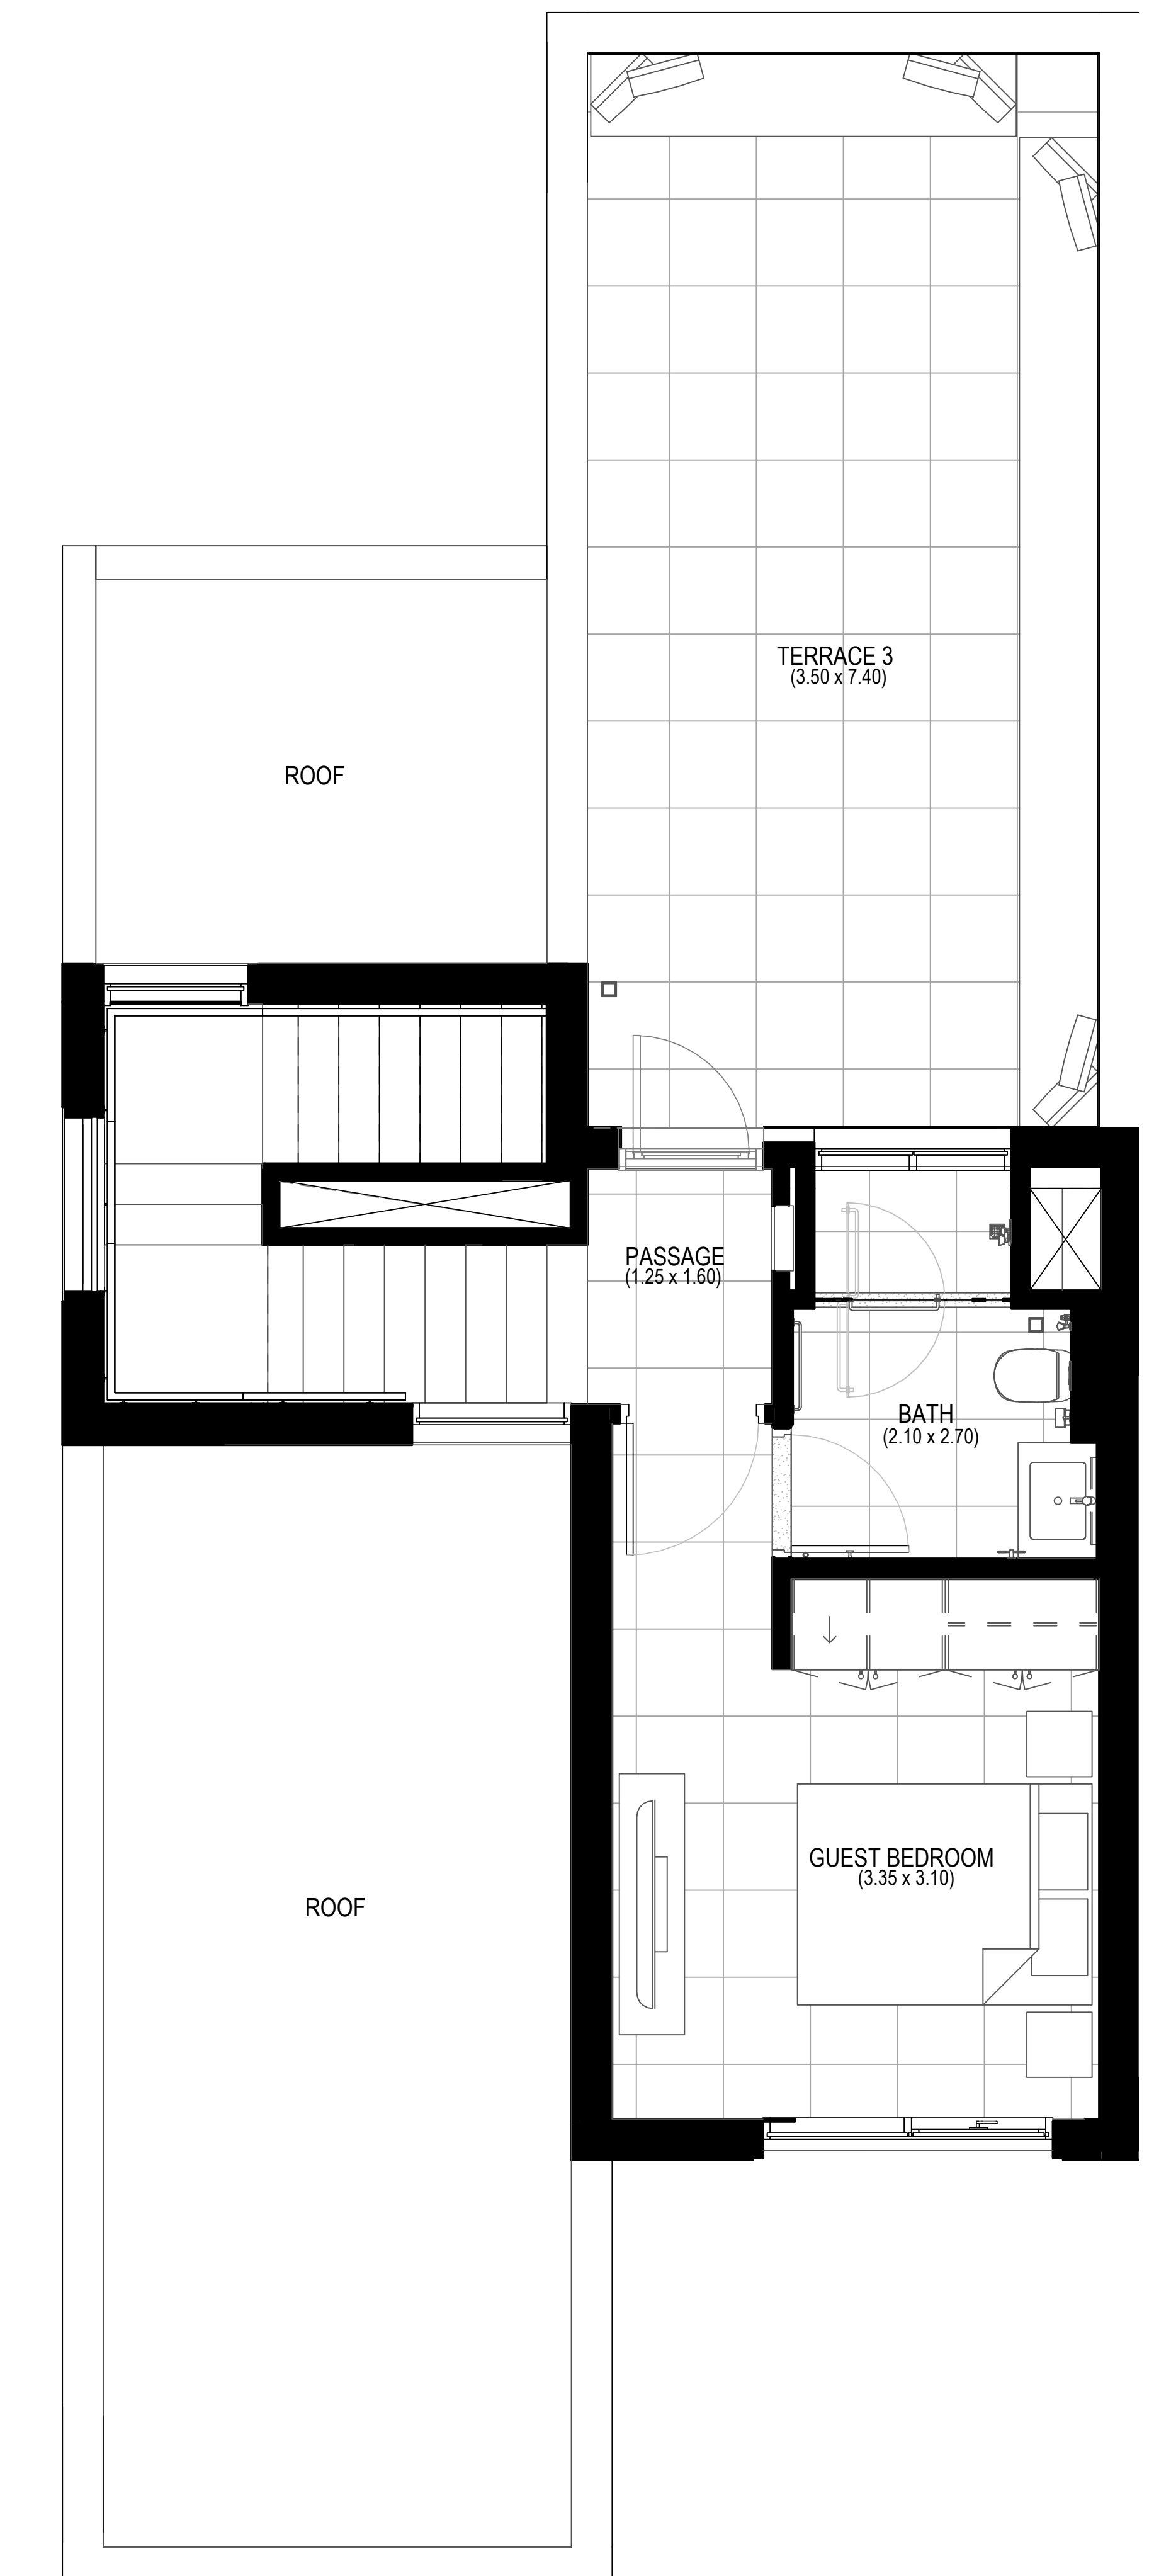 TERRACE 3
(3.50 x 7.40)
ROOF
PASSAGE
(1.25 x 1.60)
BATH
(2.10 x 2.70)
GUEST BEDROOM
(3.35 x 3.10)
ROOF